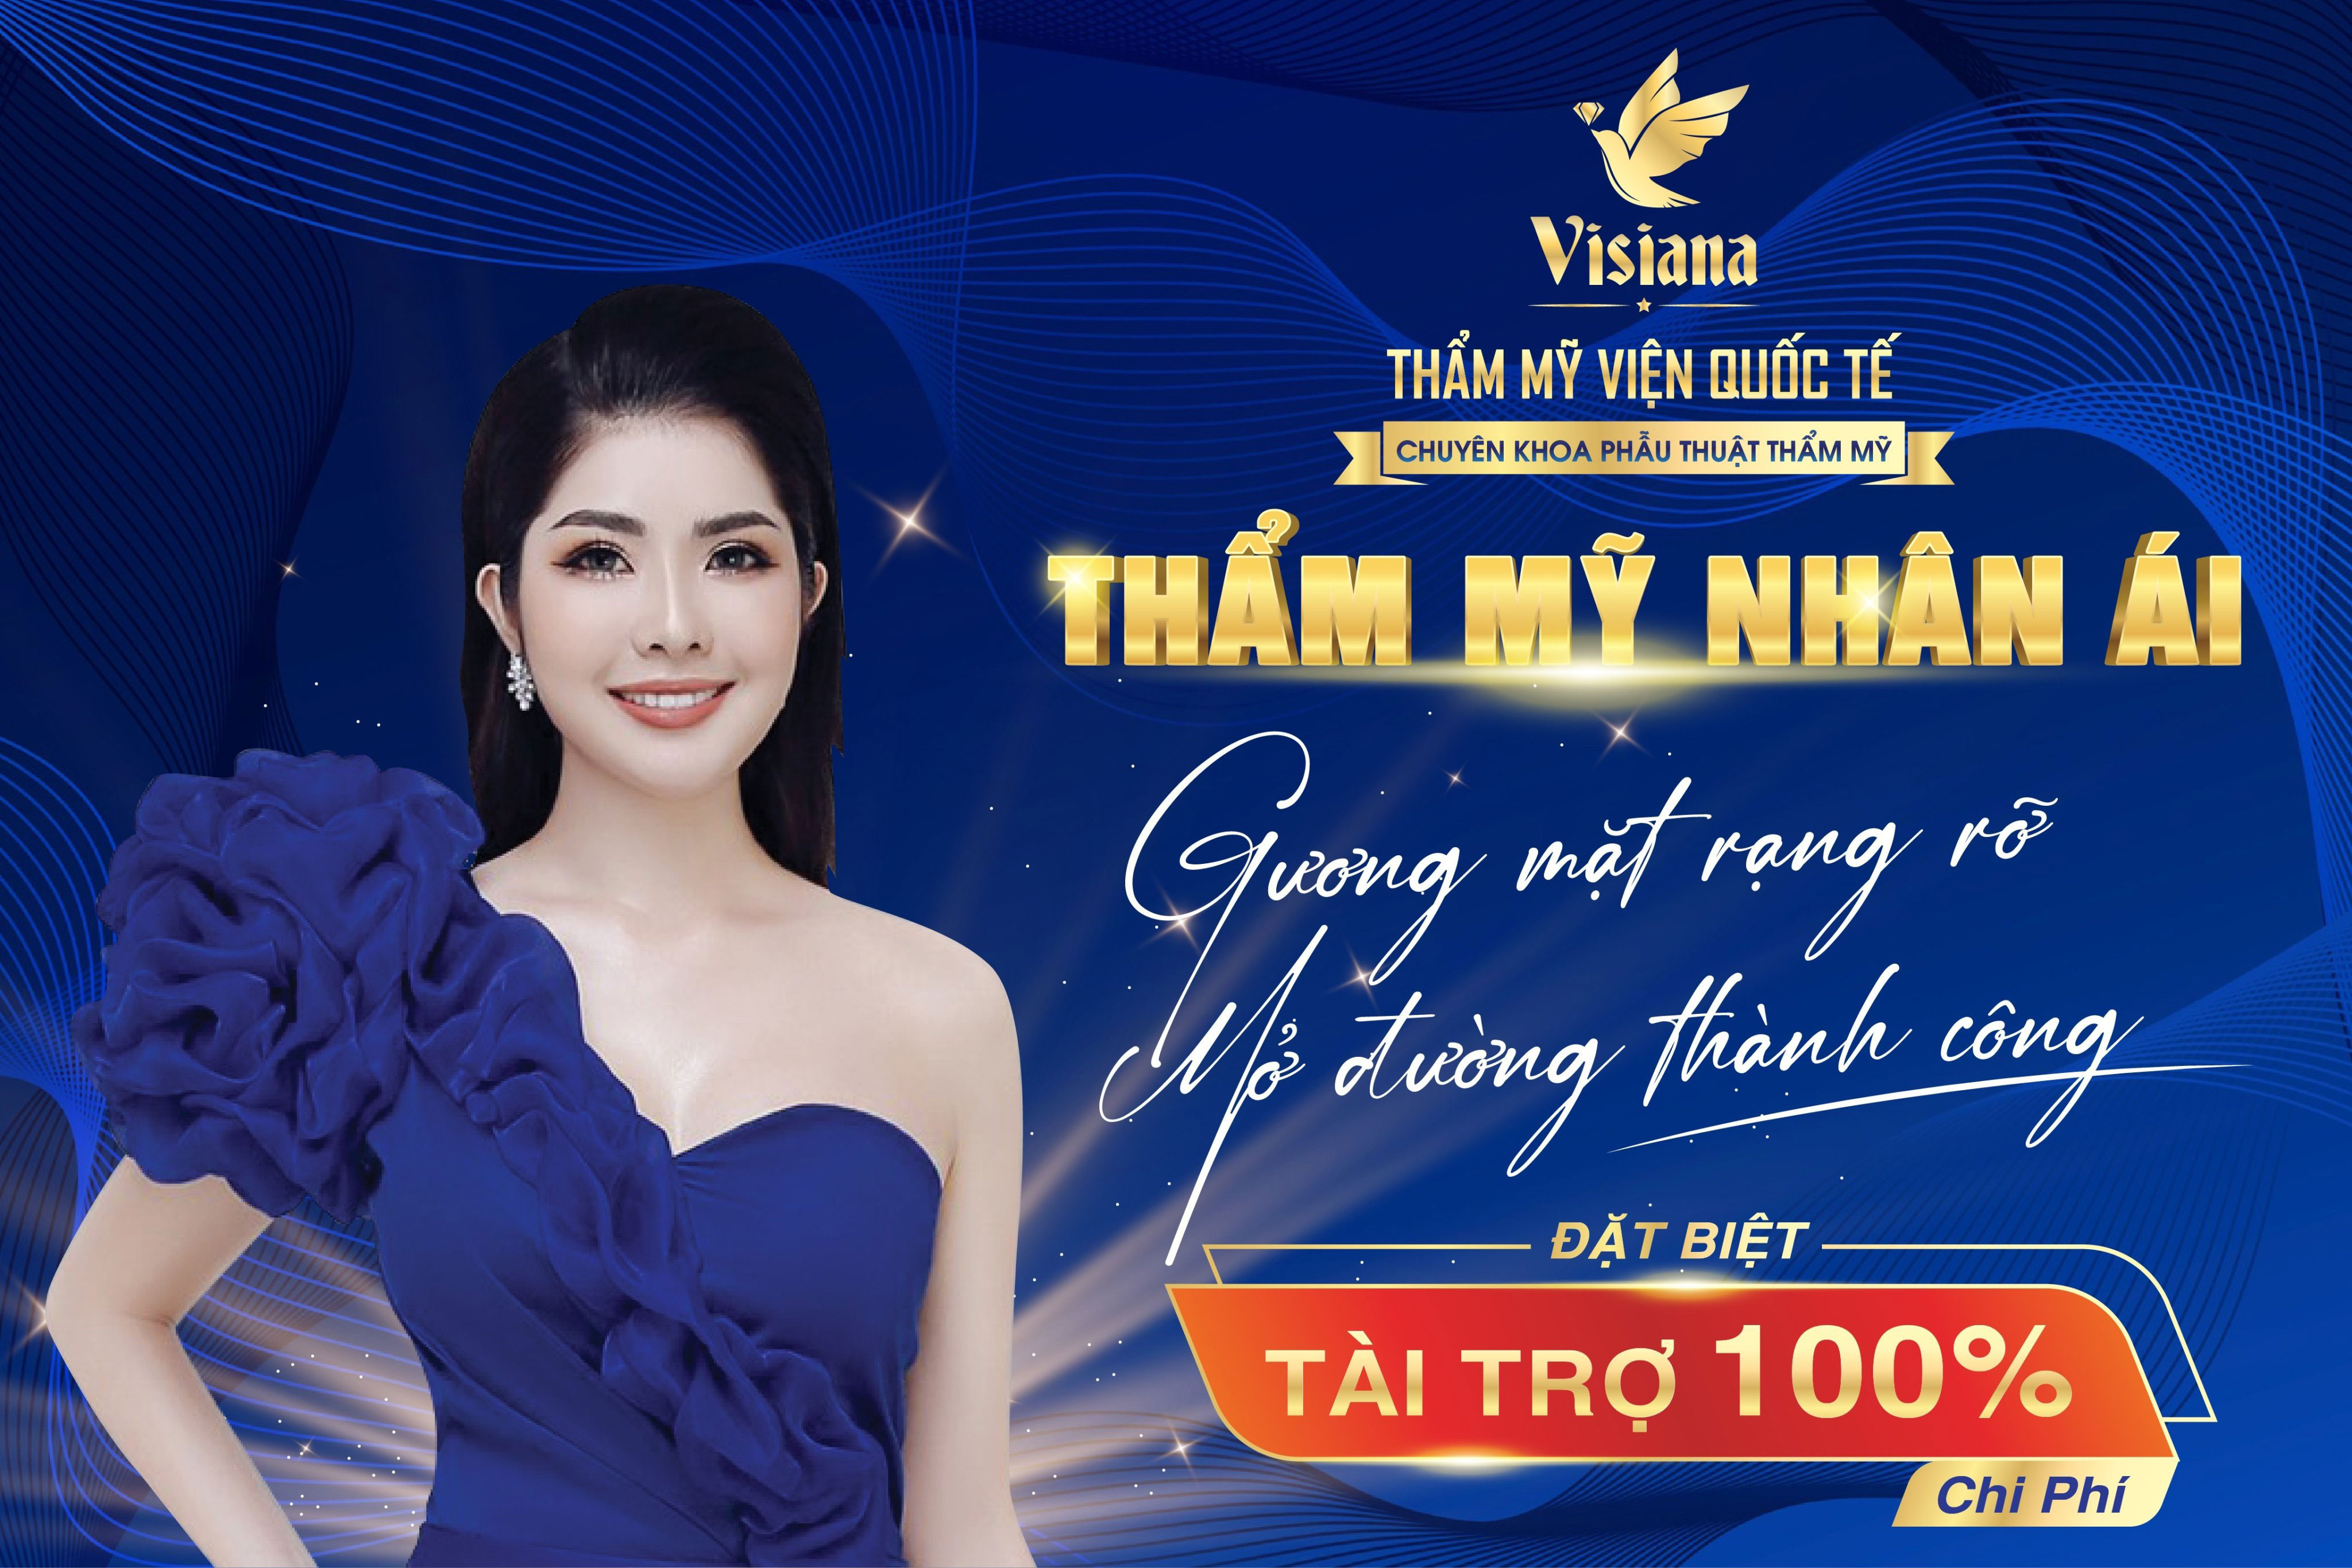 Visiana
THẨM MỸ VIỆN QUỐC TẾ
CHUYÊN KHOA PHẪU THUẬT THẨM MỸ
THẨM MỸ NHÂN ÁI
Gương mặt rạng rỡ
Mở đường thành công
ĐẶT BIỆT
TÀI TRỢ 100%
Chi Phí